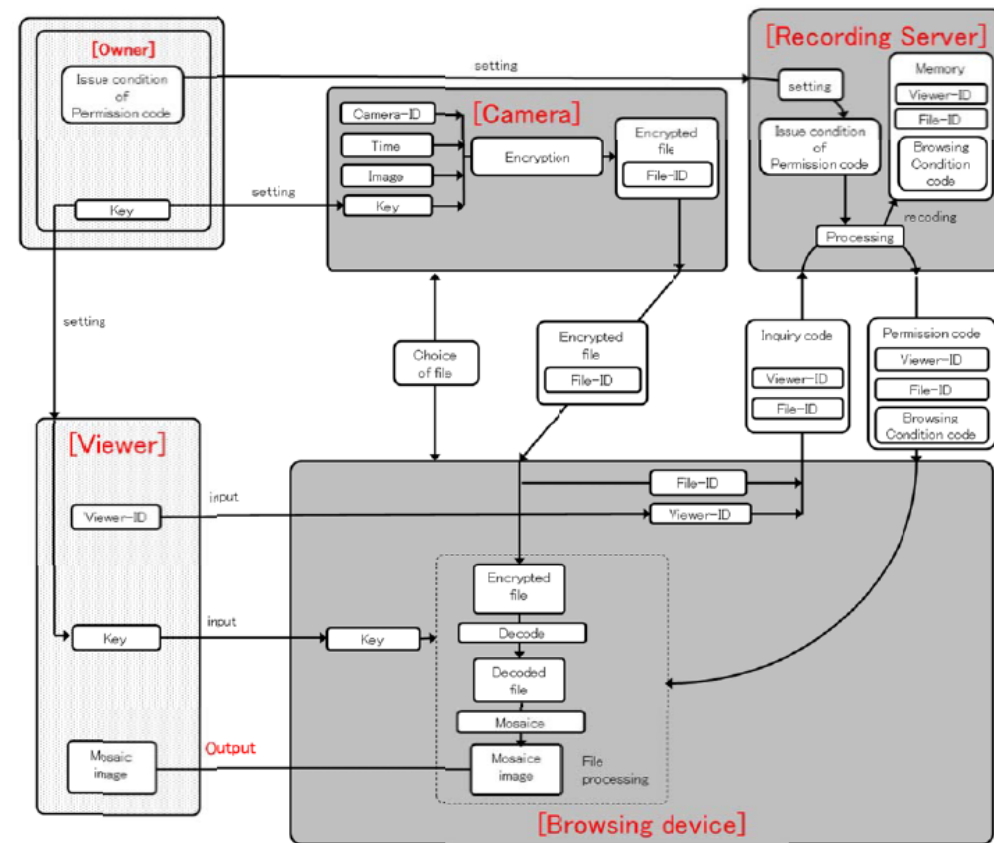 [Owner]
Issue condition
of
Permission code
Key
setting
setting
setting
[Camera]
Camera-ID
Time
Image
Key
Encryption
Encrypted
file
File-ID
[Recording Server]
setting
Issue condition
of
Permission code
Memory
Viewer-ID
File-ID
Browsing
Condition
code
recoding
Processing
Choice
of file
Encrypted
file
File-ID
Inquiry code
Viewer-ID
File-ID
Permission code
Viewer-ID
File-ID
Browsing
Condition code
[Viewer]
Viewer-ID
input
Key
input
Mosaic
image
Output
File-ID
Viewer-ID
Key
Encrypted
file
Decode
Decoded
file
Mosaice
Mosaice
image
File
processing
[Browsing device]